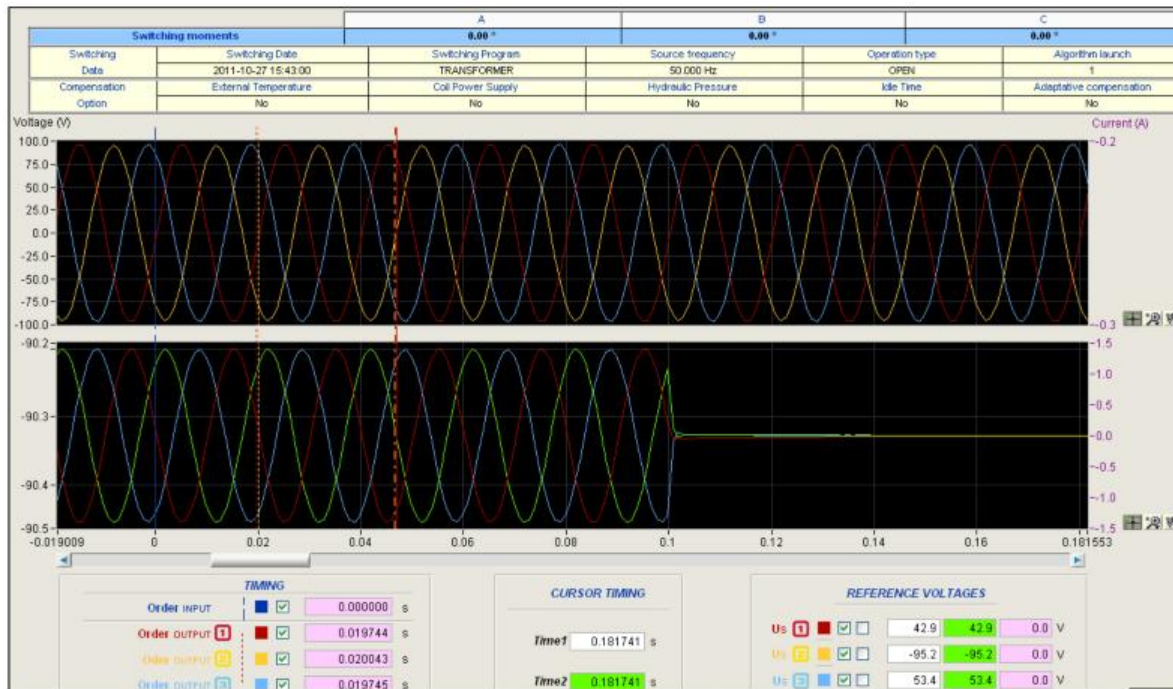 A B C
Switching moments 0.00 ° 0.00 ° 0.00 °
Switching Switching Date Switching Program Source frequency Operation type Algorithm launch
Data 2011-10-27 15:43:00 TRANSFORMER 50.000 Hz OPEN 1
Compensation External Temperature Coil Power Supply Hydraulic Pressure Idle Time Adaptative compensation
Option No No No No No
Voltage (V) Current (A)
100.0 -0.2
75.0
50.0
25.0
0.0
-25.0
-50.0
-75.0
-100.0 -0.3
-90.2 1.5
1.0
-90.3 0.5
0.0
-90.4 -0.5
-1.0
-90.5 -1.5
-0.019009 0 0.02 0.04 0.06 0.08 0.1 0.12 0.14 0.16 0.181553
TIMING CURSOR TIMING REFERENCE VOLTAGES
Order INPUT 0.000000 s
Order OUTPUT 1 0.019744 s Time1 0.181741 s Us 1 42.9 42.9 0.0 V
Order OUTPUT 2 0.020043 s Us 2 -95.2 -95.2 0.0 V
Order OUTPUT 3 0.019745 s Time2 0.181741 s Us 3 53.4 53.4 0.0 V